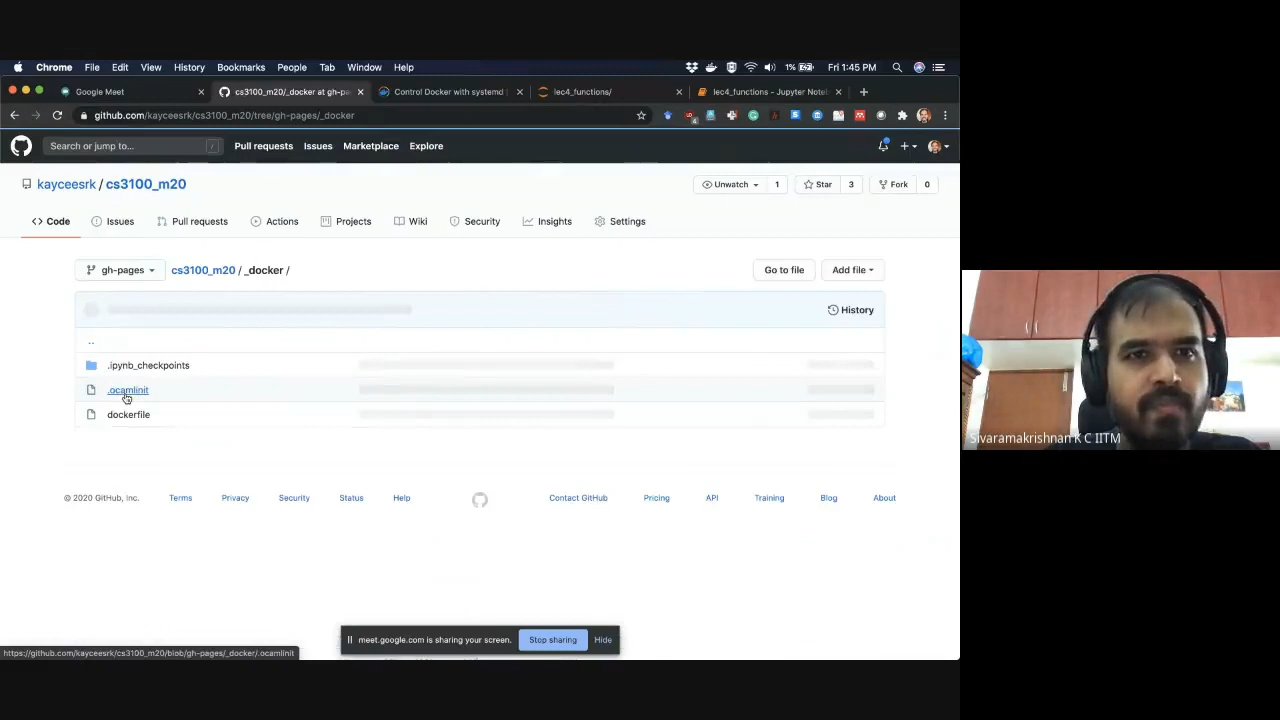 Chrome File Edit View History Bookmarks People Tab Window Help 1% Fri 1:45 PM
Google Meet cs3100_m20/_docker at gh-pa Control Docker with systemd lec4_functions/ lec4_functions - Jupyter Note
github.com/kayceesrk/cs3100_m20/tree/gh-pages/_docker
Search or jump to... / Pull requests Issues Marketplace Explore
kayceesrk / cs3100_m20 Unwatch 1 Star 3 Fork 0
Code Issues Pull requests Actions Projects Wiki Security Insights Settings
gh-pages cs3100_m20 / _docker / Go to file Add file
History
..
.ipynb_checkpoints
.ocamlinit
dockerfile
Sivaramakrishnan K C IITM
© 2020 GitHub, Inc. Terms Privacy Security Status Help Contact GitHub Pricing API Training Blog About
meet.google.com is sharing your screen. Stop sharing Hide
https://github.com/kayceesrk/cs3100_m20/blob/gh-pages/_docker/.ocamlinit